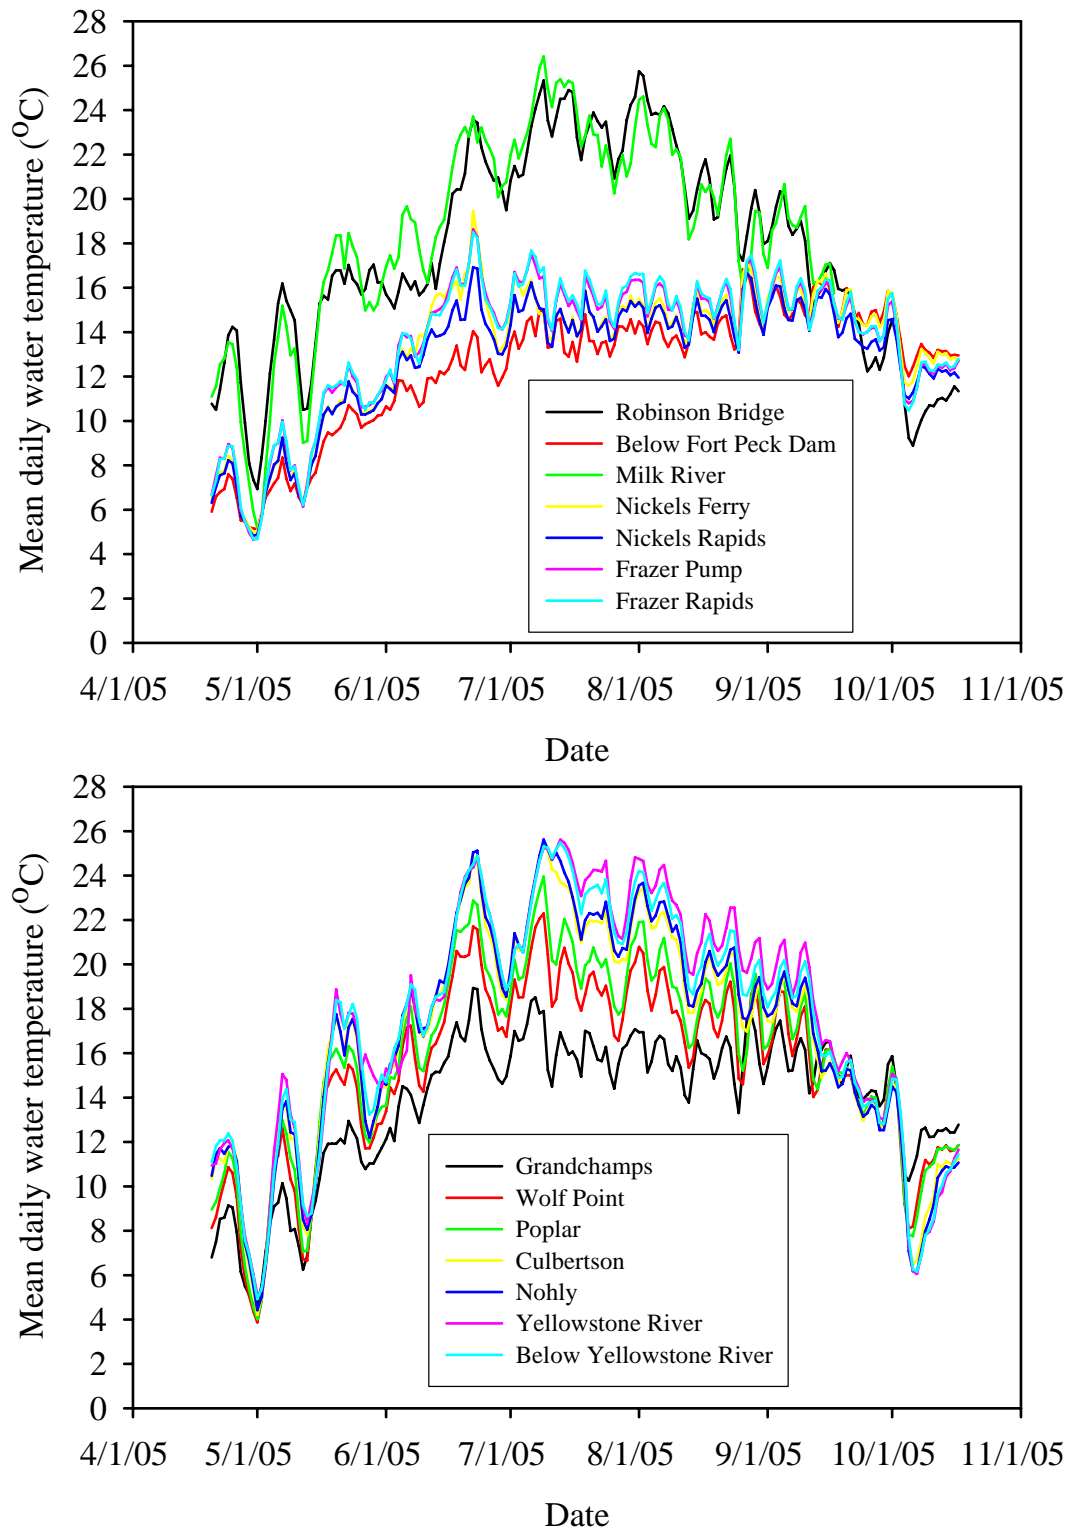 28
26
24
22
20
18
16
14
12
10
8
6
4
2
0
Mean daily water temperature (°C)
Robinson Bridge
Below Fort Peck Dam
Milk River
Nickels Ferry
Nickels Rapids
Frazer Pump
Frazer Rapids
4/1/05 5/1/05 6/1/05 7/1/05 8/1/05 9/1/05 10/1/05 11/1/05
Date
28
26
24
22
20
18
16
14
12
10
8
6
4
2
0
Mean daily water temperature (°C)
Grandchamps
Wolf Point
Poplar
Culbertson
Nohly
Yellowstone River
Below Yellowstone River
4/1/05 5/1/05 6/1/05 7/1/05 8/1/05 9/1/05 10/1/05 11/1/05
Date